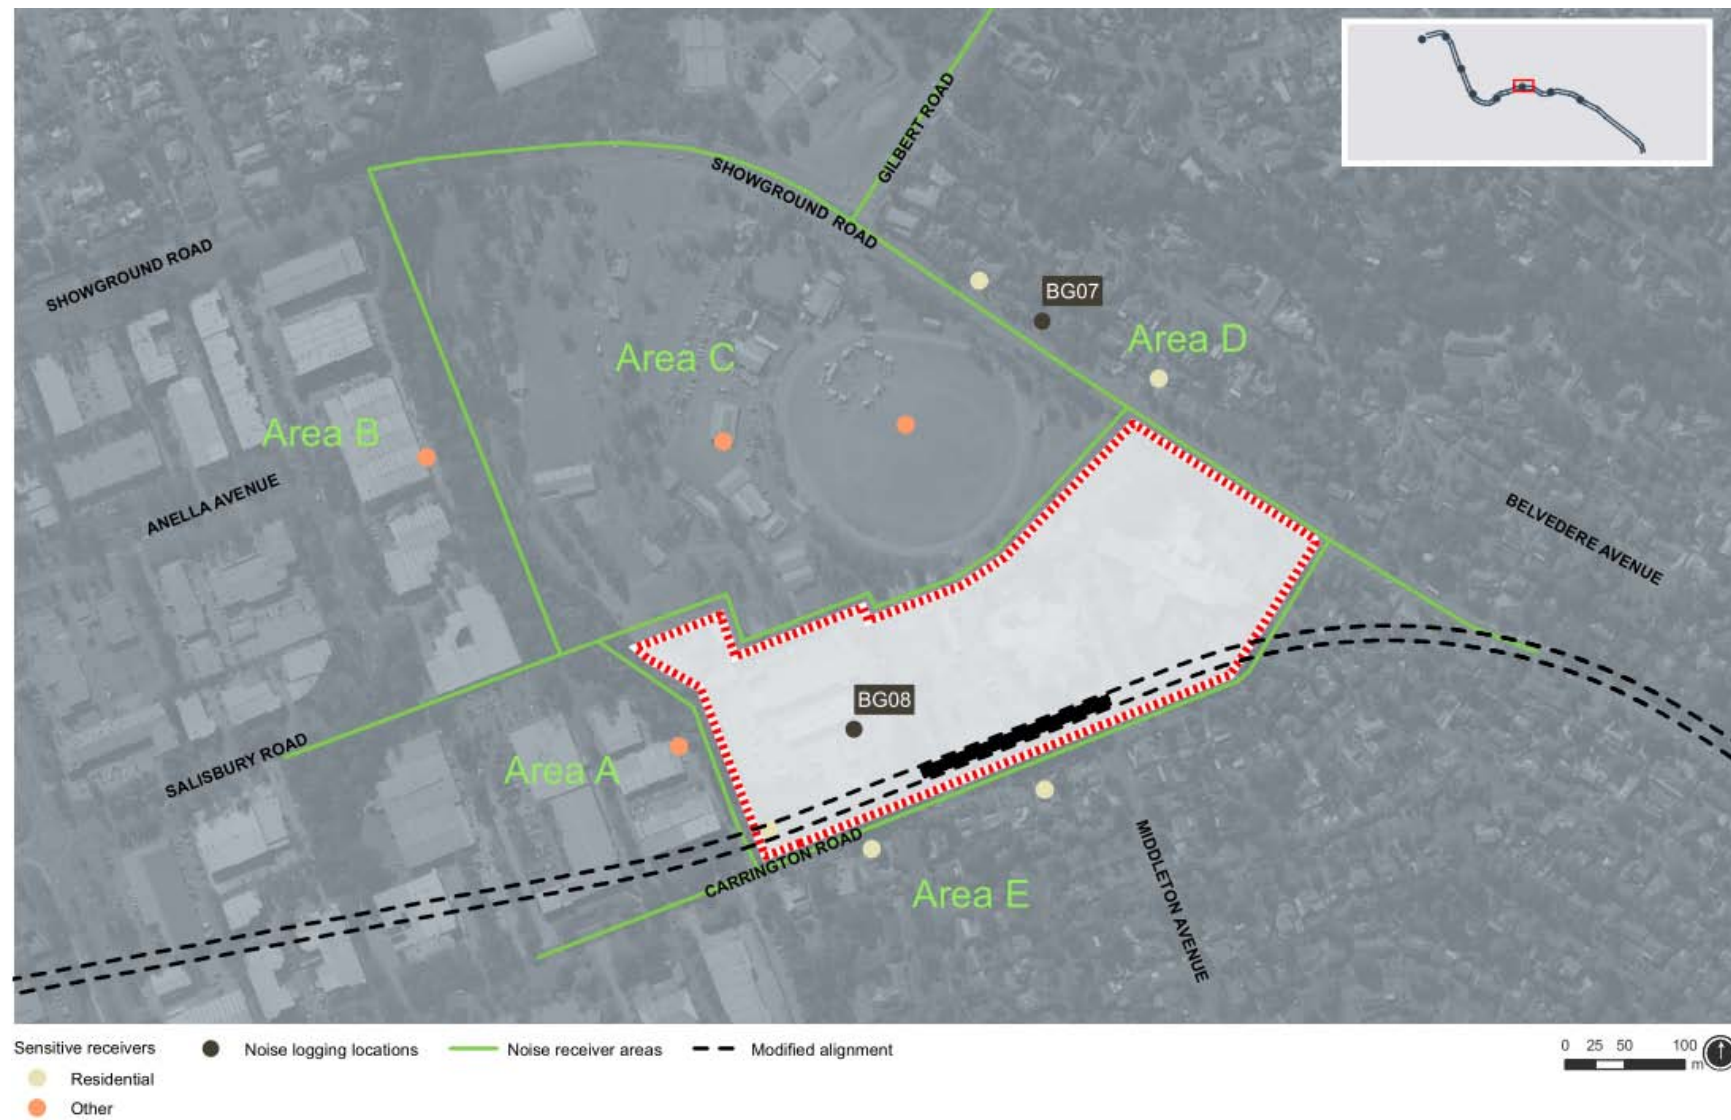 GILBERT ROAD
SHOWGROUND ROAD
SHOWGROUND ROAD
BG07
Area D
Area C
Area B
ANELLA AVENUE
BELVEDERE AVENUE
BG08
SALISBURY ROAD
Area A
CARRINGTON ROAD
Area E
MIDDLETON AVENUE
Sensitive receivers
Noise logging locations
Noise receiver areas
Modified alignment
Residential
Other
0 25 50 100
m